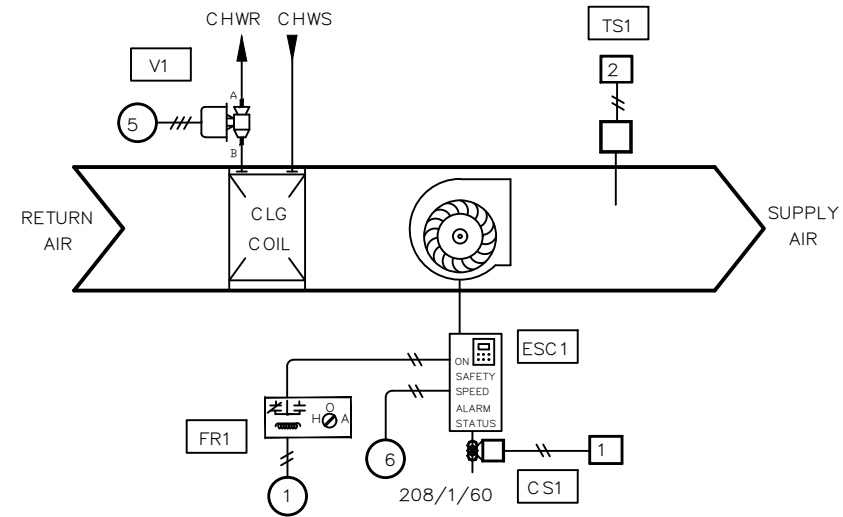 CHWR CHWS
TS1
V1
2
A
5
B
RETURN
AIR
CLG
COIL
SUPPLY
AIR
ESC1
ON
SAFETY
SPEED
ALARM
STATUS
O
H A
FR1
6
1
1
208/1/60
CS1